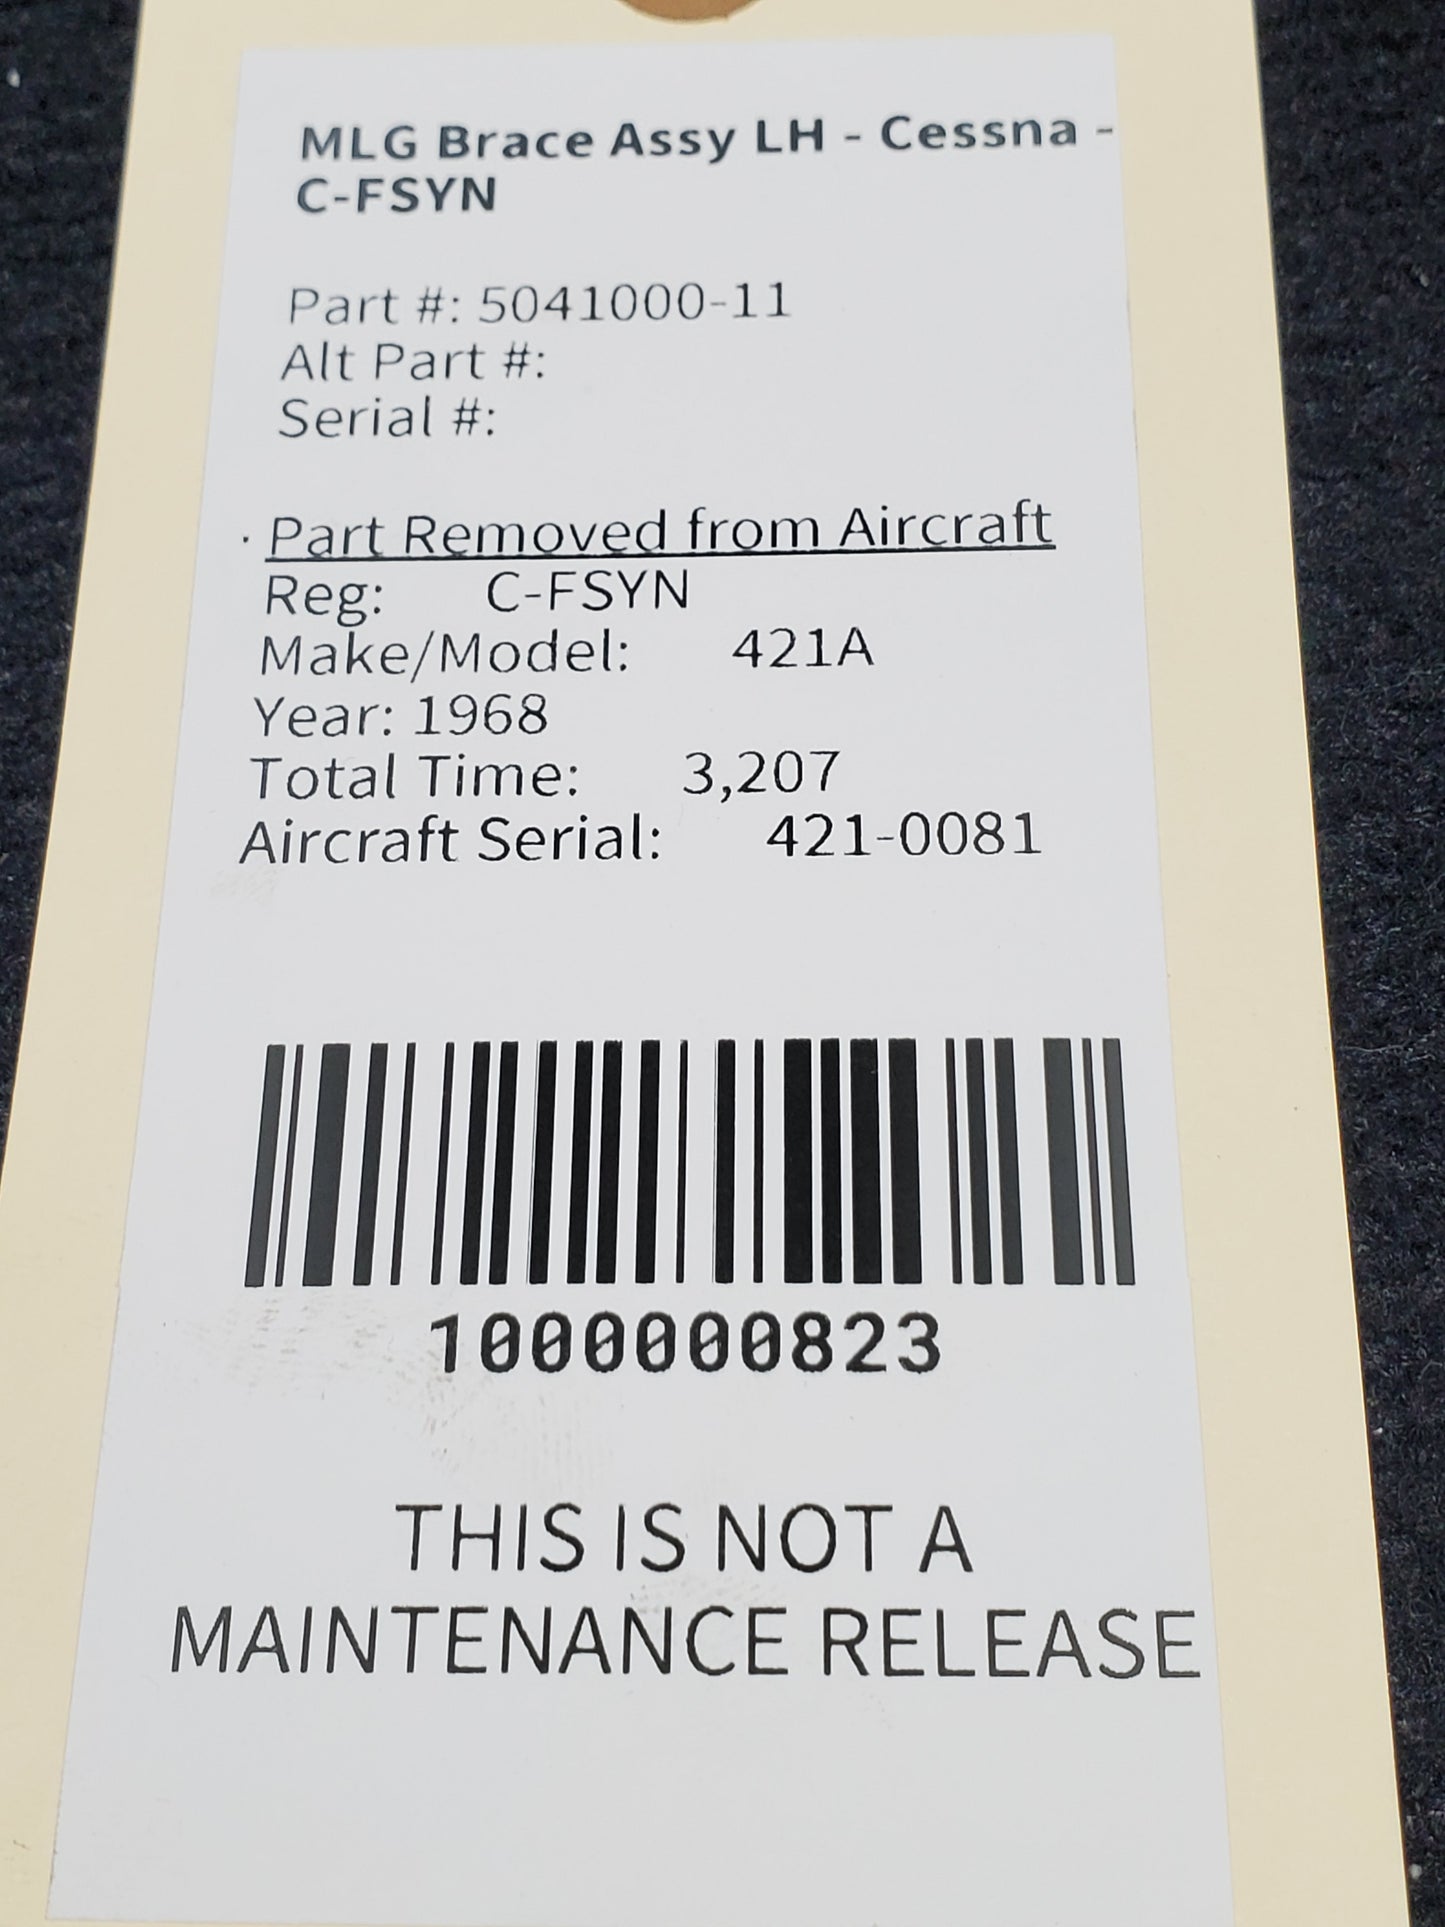 MLG Brace Assy LH - Cessna -
C-FSYN
Part #: 5041000-11
Alt Part #:
Serial #:
· Part Removed from Aircraft
Reg: C-FSYN
Make/Model: 421A
Year: 1968
Total Time: 3,207
Aircraft Serial: 421-0081
1000000823
THIS IS NOT A
MAINTENANCE RELEASE